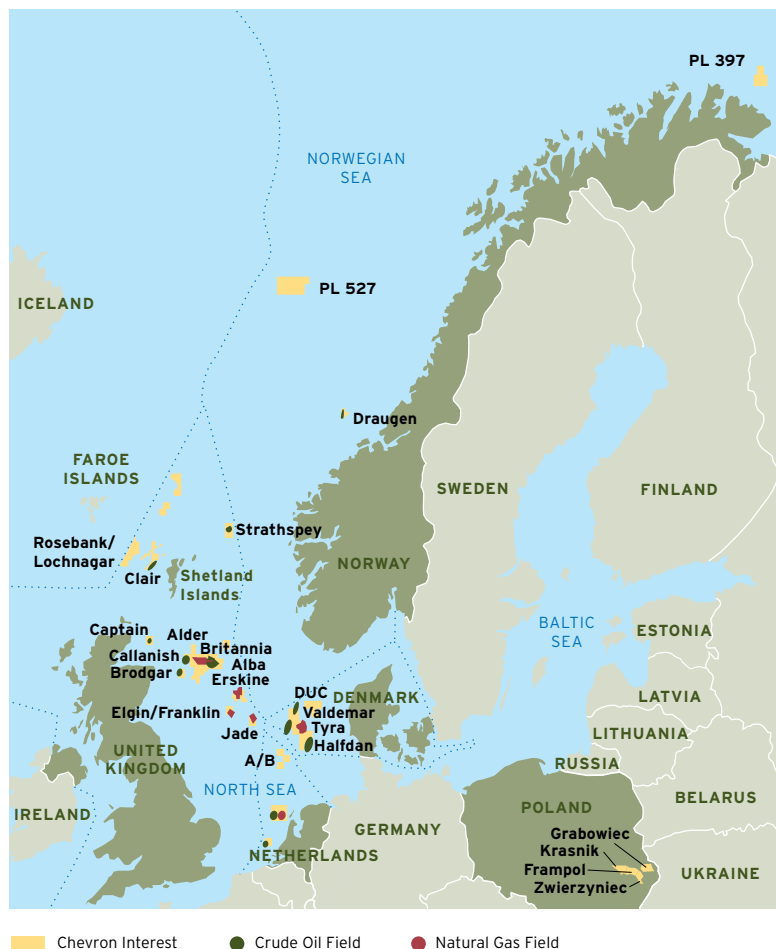 PL 397
NORWEGIAN
SEA
ICELAND
PL 527
Draugen
FAROE
ISLANDS
SWEDEN
FINLAND
Strathspey
Rosebank/
Lochnagar
Clair
Shetland
Islands
NORWAY
Captain
Alder
BALTIC
SEA
ESTONIA
Callanish
Britannia
Brodgar
Alba
Erskine
DUC
DENMARK
LATVIA
Elgin/Franklin
Valdemar
Jade
Tyra
LITHUANIA
Halfdan
UNITED
KINGDOM
A/B
RUSSIA
NORTH SEA
BELARUS
IRELAND
POLAND
GERMANY
Grabowiec
Krasnik
NETHERLANDS
Frampol
UKRAINE
Zwierzyniec
Chevron Interest
Crude Oil Field
Natural Gas Field